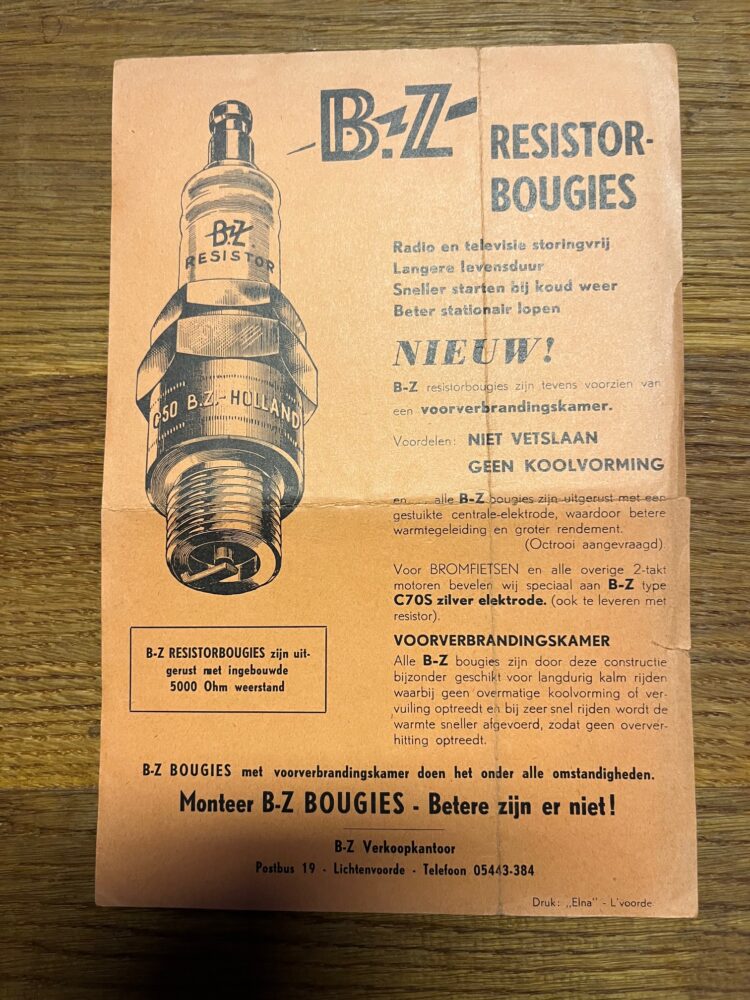 B.Z
RESISTOR-
BOUGIES
B.Z.
RESISTOR
C-50 B.Z.-HOLLAND
Radio en televisie storingvrij
Langere levensduur
Sneller starten bij koud weer
Beter stationair lopen
NIEUW!
B-Z resistorbougies zijn tevens voorzien van
een voorverbrandingskamer.
Voordelen: NIET VETSLAAN
GEEN KOOLVORMING
en.... alle B-Z bougies zijn uitgerust met een
gestuikte centrale-elektrode, waardoor betere
warmtegeleiding en groter rendement.
(Octrooi aangevraagd)
Voor BROMFIETSEN en alle overige 2-takt
motoren bevelen wij speciaal aan B-Z type
C70S zilver elektrode. (ook te leveren met
resistor).
B-Z RESISTORBOUGIES zijn uit-
gerust met ingebouwde
5000 Ohm weerstand
VOORVERBRANDINGSKAMER
Alle B-Z bougies zijn door deze constructie
bijzonder geschikt voor langdurig kalm rijden
waarbij geen overmatige koolvorming of ver-
vuiling optreedt en bij zeer snel rijden wordt de
warmte sneller afgevoerd, zodat geen overver-
hitting optreedt.
B-Z BOUGIES met voorverbrandingskamer doen het onder alle omstandigheden.
Monteer B-Z BOUGIES - Betere zijn er niet!
B-Z Verkoopkantoor
Postbus 19 - Lichtenvoorde - Telefoon 05443-384
Druk: „Elna" - L'voorde